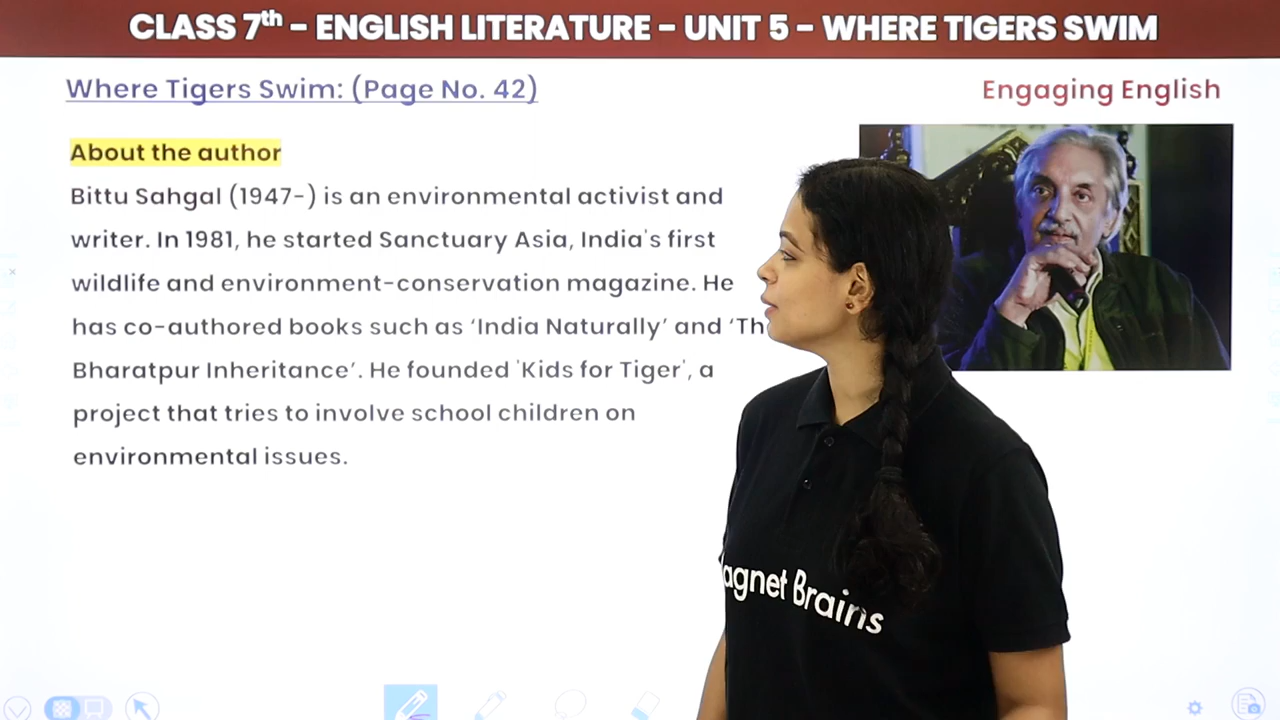 CLASS 7th - ENGLISH LITERATURE - UNIT 5 - WHERE TIGERS SWIM
Where Tigers Swim: (Page No. 42)
Engaging English
About the author
Bittu Sahgal (1947-) is an environmental activist and
writer. In 1981, he started Sanctuary Asia, India's first
wildlife and environment-conservation magazine. He
has co-authored books such as ‘India Naturally’ and ‘Th
Bharatpur Inheritance’. He founded 'Kids for Tiger', a
project that tries to involve school children on
environmental issues.
agnet Brains